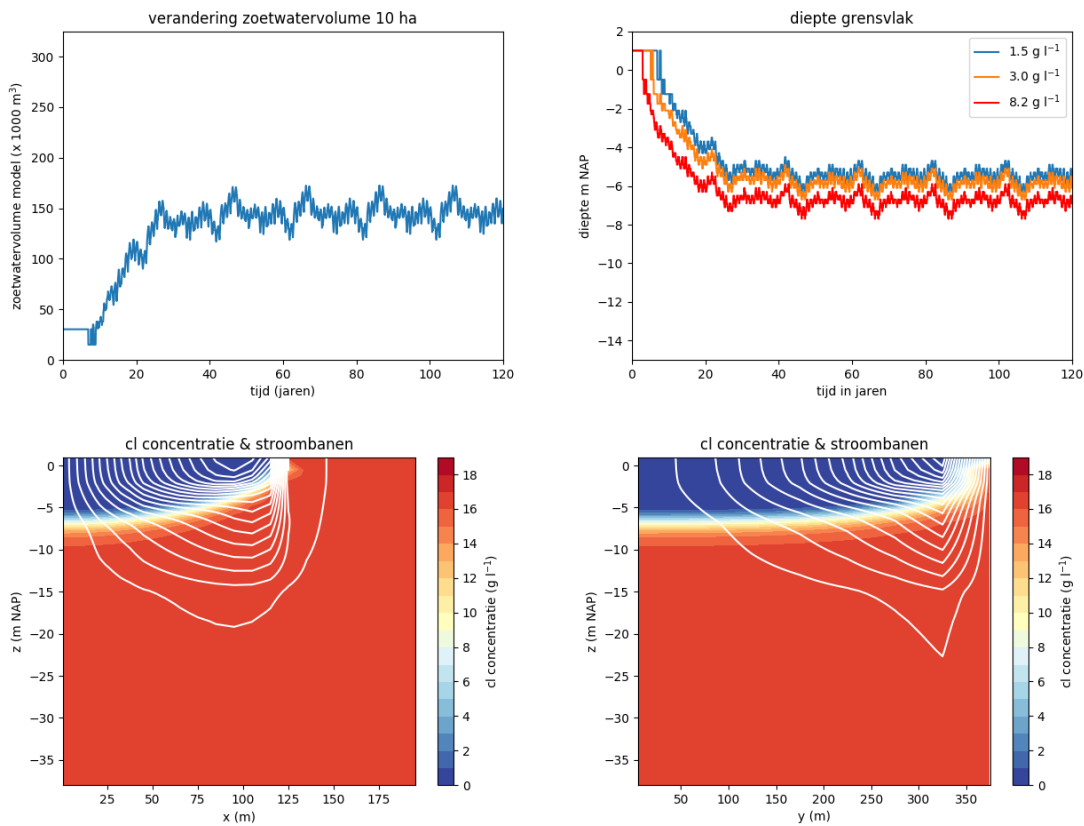 verandering zoetwatervolume 10 ha
zoetwatervolume model (x 1000 m³)
300
250
200
150
100
50
0
0 20 40 60 80 100 120
tijd (jaren)
diepte grensvlak
diepte m NAP
2
0
−2
−4
−6
−8
−10
−12
−14
1.5 g l⁻¹
3.0 g l⁻¹
8.2 g l⁻¹
0 20 40 60 80 100 120
tijd in jaren
cl concentratie & stroombanen
z (m NAP)
0
−5
−10
−15
−20
−25
−30
−35
25 50 75 100 125 150 175
x (m)
18
16
14
12
10
8
6
4
2
0
cl concentratie (g l⁻¹)
cl concentratie & stroombanen
z (m NAP)
0
−5
−10
−15
−20
−25
−30
−35
50 100 150 200 250 300 350
y (m)
18
16
14
12
10
8
6
4
2
0
cl concentratie (g l⁻¹)